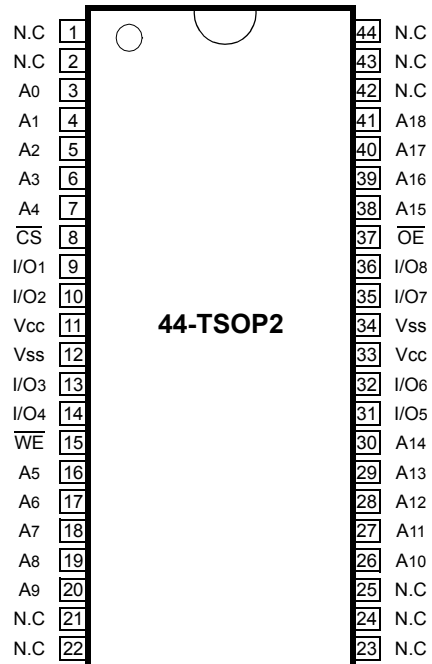 N.C 1 44 N.C
N.C 2 43 N.C
A0 3 42 N.C
A1 4 41 A18
A2 5 40 A17
A3 6 39 A16
A4 7 38 A15
C̅S̅ 8 37 O̅E̅
I/O1 9 36 I/O8
I/O2 10 35 I/O7
Vcc 11 44-TSOP2 34 Vss
Vss 12 33 Vcc
I/O3 13 32 I/O6
I/O4 14 31 I/O5
W̅E̅ 15 30 A14
A5 16 29 A13
A6 17 28 A12
A7 18 27 A11
A8 19 26 A10
A9 20 25 N.C
N.C 21 24 N.C
N.C 22 23 N.C